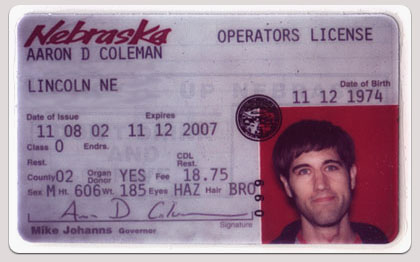 Nebraska OPERATORS LICENSE
AARON D COLEMAN
LINCOLN NE
Date of Birth
11 12 1974
Date of Issue Expires
11 08 02 11 12 2007
Class O Endrs.
Rest. CDL Rest.
County 02 Organ Donor YES Fee 18.75
Sex M Ht. 606 Wt. 185 Eyes HAZ Hair BRO
Aaron D Coleman
Signature
Mike Johanns Governor